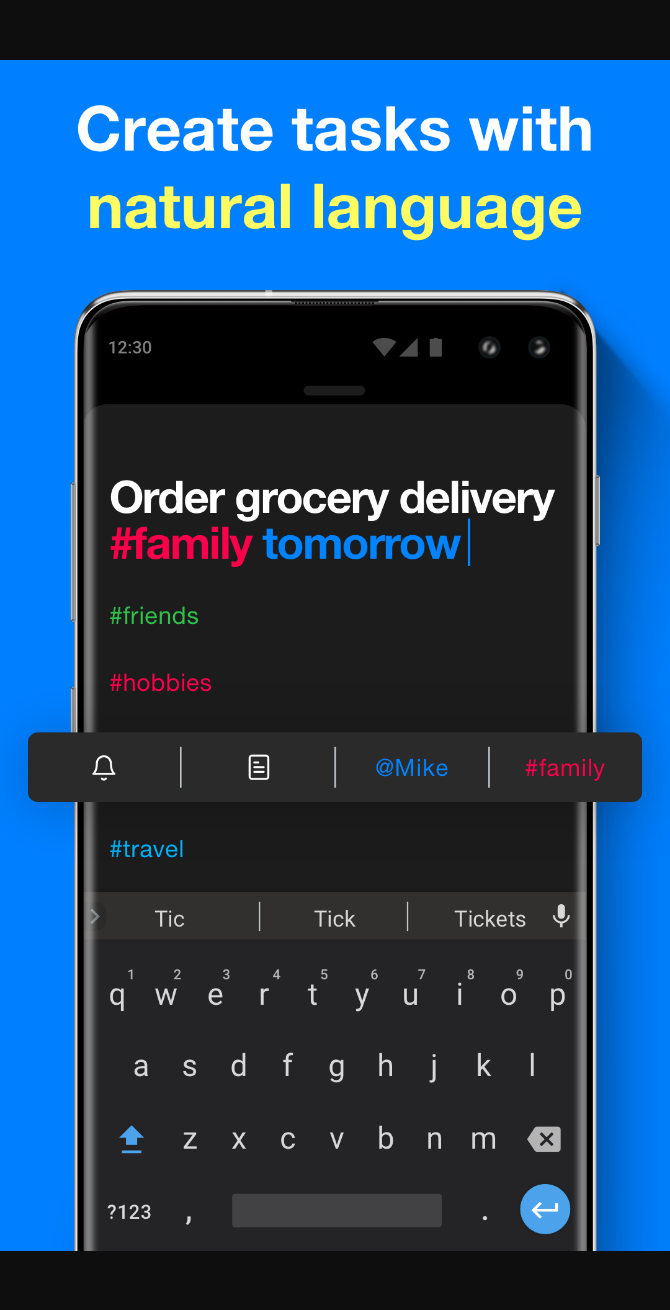 Create tasks with
natural language
12:30
Order grocery delivery
#family tomorrow
#friends
#hobbies
@Mike #family
#travel
Tic Tick Tickets
1 2 3 4 5 6 7 8 9 0
q w e r t y u i o p
a s d f g h j k l
z x c v b n m
?123 , .